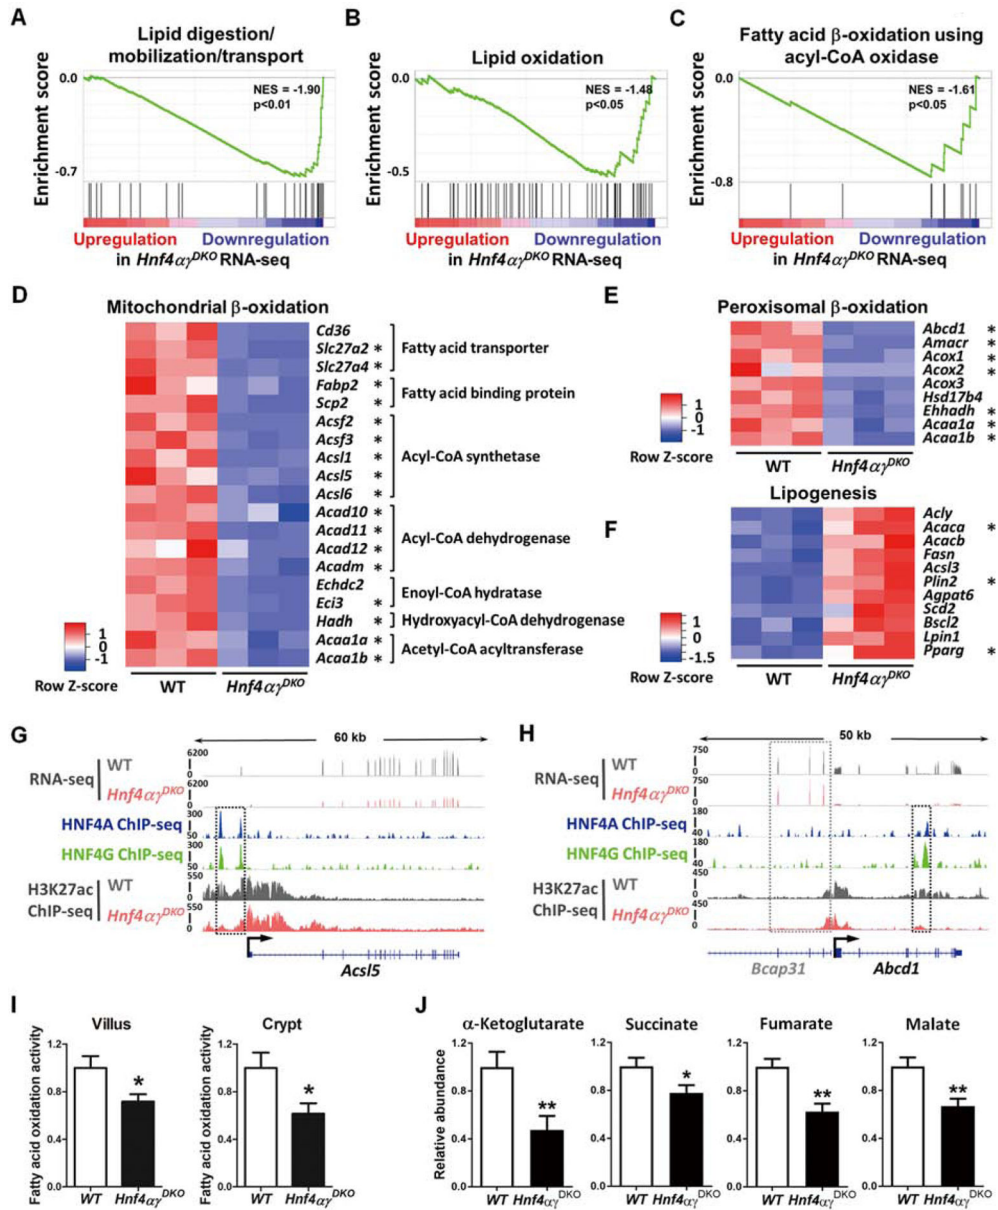 A
Lipid digestion/
mobilization/transport
Enrichment score
0.0
-0.7
NES = -1.90
p<0.01
Upregulation Downregulation
in Hnf4αγDKO RNA-seq
B
Lipid oxidation
Enrichment score
0.0
-0.5
NES = -1.48
p<0.05
Upregulation Downregulation
in Hnf4αγDKO RNA-seq
C
Fatty acid β-oxidation using
acyl-CoA oxidase
Enrichment score
0.0
-0.8
NES = -1.61
p<0.05
Upregulation Downregulation
in Hnf4αγDKO RNA-seq
D
Mitochondrial β-oxidation
Cd36
Slc27a2 *
Slc27a4 *
Fatty acid transporter
Fabp2 *
Scp2 *
Fatty acid binding protein
Acsf2 *
Acsf3 *
Acsl1 *
Acsl5 *
Acsl6 *
Acyl-CoA synthetase
Acad10 *
Acad11 *
Acad12 *
Acadm *
Acyl-CoA dehydrogenase
Echdc2
Eci3 *
Enoyl-CoA hydratase
Hadh *
Hydroxyacyl-CoA dehydrogenase
Acaa1a *
Acaa1b *
Acetyl-CoA acyltransferase
1
-1
Row Z-score
WT
Hnf4αγDKO
E
Peroxisomal β-oxidation
Abcd1 *
Amacr *
Acox1 *
Acox2 *
Acox3
Hsd17b4
Ehhadh *
Acaa1a *
Acaa1b *
1
-1
Row Z-score
WT
Hnf4αγDKO
F
Lipogenesis
Acly
Acaca *
Acacb
Fasn
Acsl3
Plin2 *
Agpat6
Scd2
Bscl2
Lpin1
Pparg *
1
-1.5
Row Z-score
WT
Hnf4αγDKO
G
60 kb
RNA-seq
WT
6200
0
Hnf4αγDKO
6200
0
HNF4A ChIP-seq
300
50
HNF4G ChIP-seq
300
50
H3K27ac
ChIP-seq
WT
550
0
Hnf4αγDKO
550
0
Acsl5
H
50 kb
RNA-seq
WT
750
0
Hnf4αγDKO
750
0
HNF4A ChIP-seq
180
40
HNF4G ChIP-seq
180
40
H3K27ac
ChIP-seq
WT
450
0
Hnf4αγDKO
450
0
Bcap31
Abcd1
I
Villus
Fatty acid oxidation activity
1.2
0.8
0.4
0.0
*
WT Hnf4αγDKO
Crypt
Fatty acid oxidation activity
1.2
0.8
0.4
0.0
*
WT Hnf4αγDKO
J
α-Ketoglutarate
Relative abundance
1.2
0.8
0.4
0.0
**
WT Hnf4αγDKO
Succinate
1.2
0.8
0.4
0.0
*
WT Hnf4αγDKO
Fumarate
1.2
0.8
0.4
0.0
**
WT Hnf4αγDKO
Malate
1.2
0.8
0.4
0.0
**
WT Hnf4αγDKO